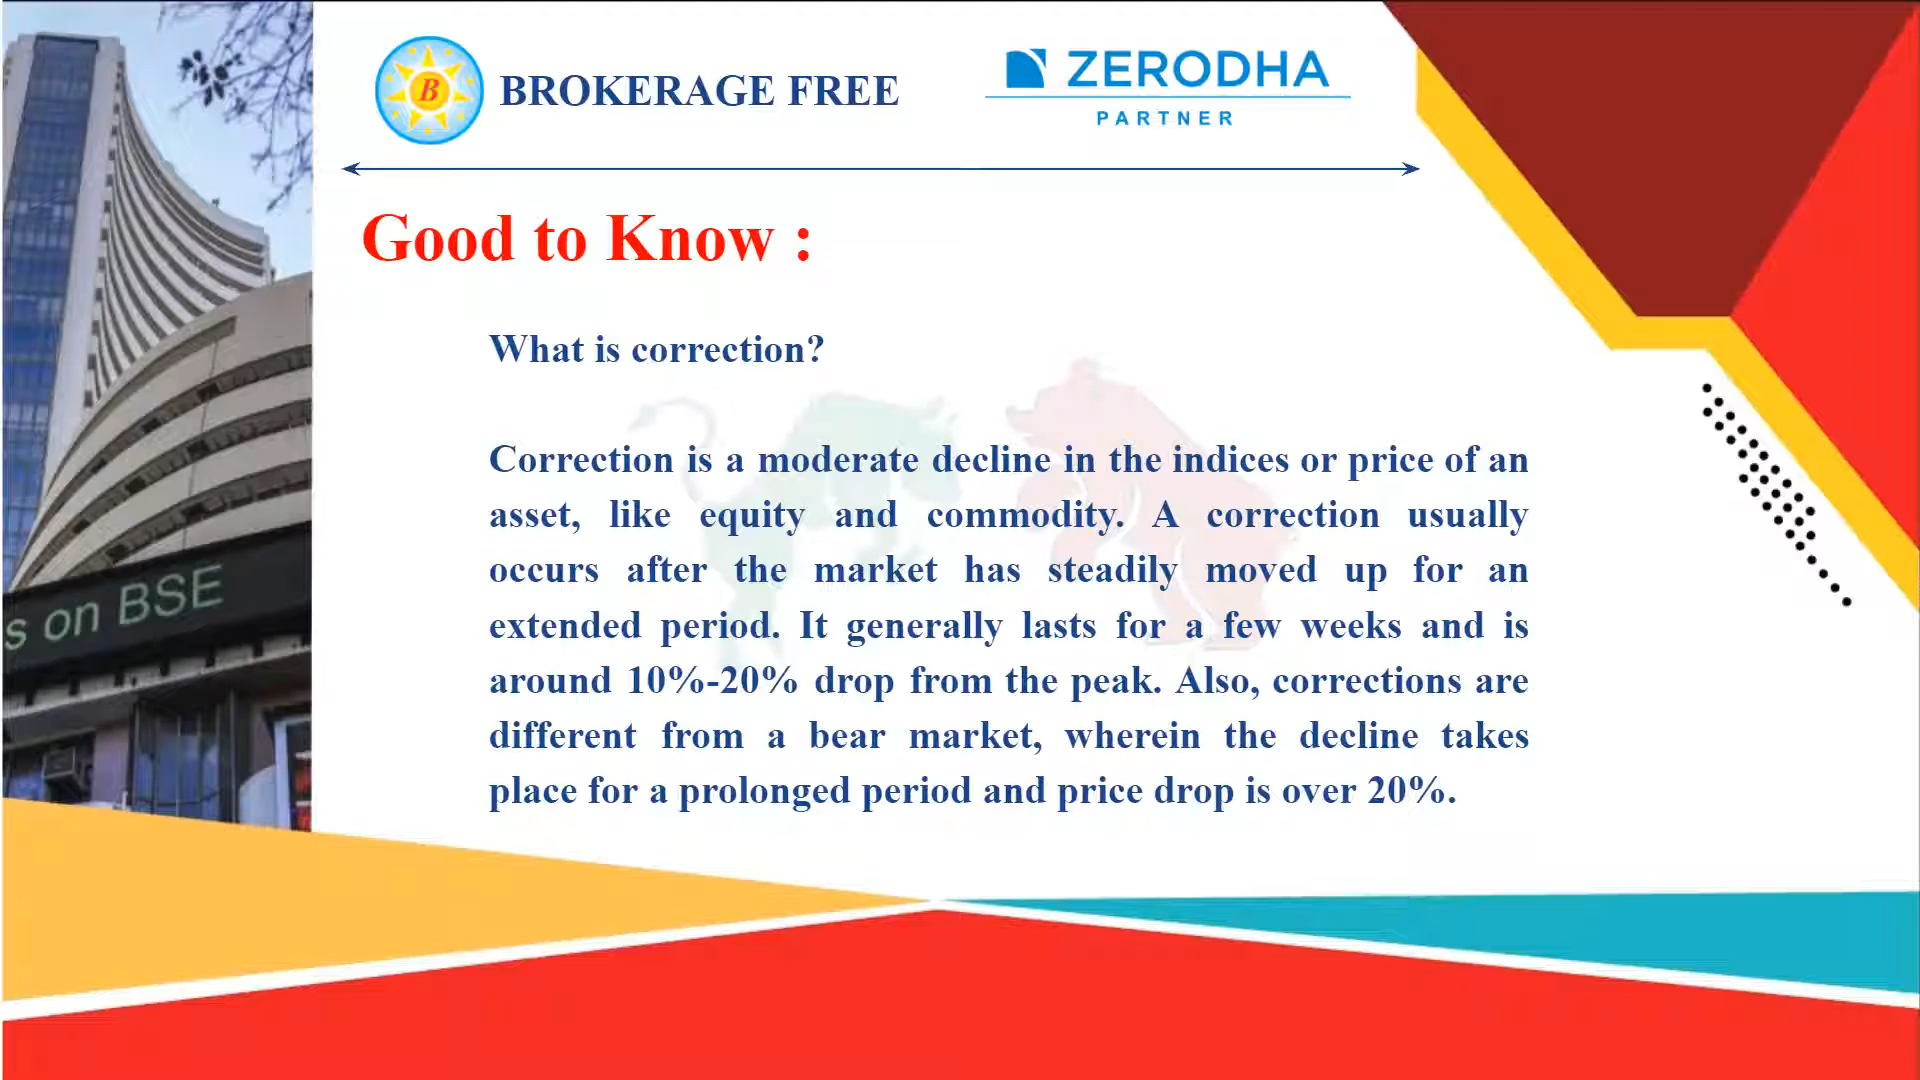 B
BROKERAGE FREE
ZERODHA
PARTNER
Good to Know :
What is correction?
Correction is a moderate decline in the indices or price of an
asset, like equity and commodity. A correction usually
occurs after the market has steadily moved up for an
extended period. It generally lasts for a few weeks and is
around 10%-20% drop from the peak. Also, corrections are
different from a bear market, wherein the decline takes
place for a prolonged period and price drop is over 20%.
s on BSE